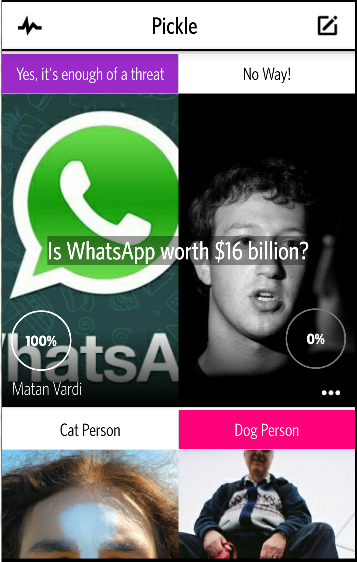 Pickle
Yes, it's enough of a threat
No Way!
Is WhatsApp worth $16 billion?
100%
0%
hatsA
Matan Vardi
Cat Person
Dog Person